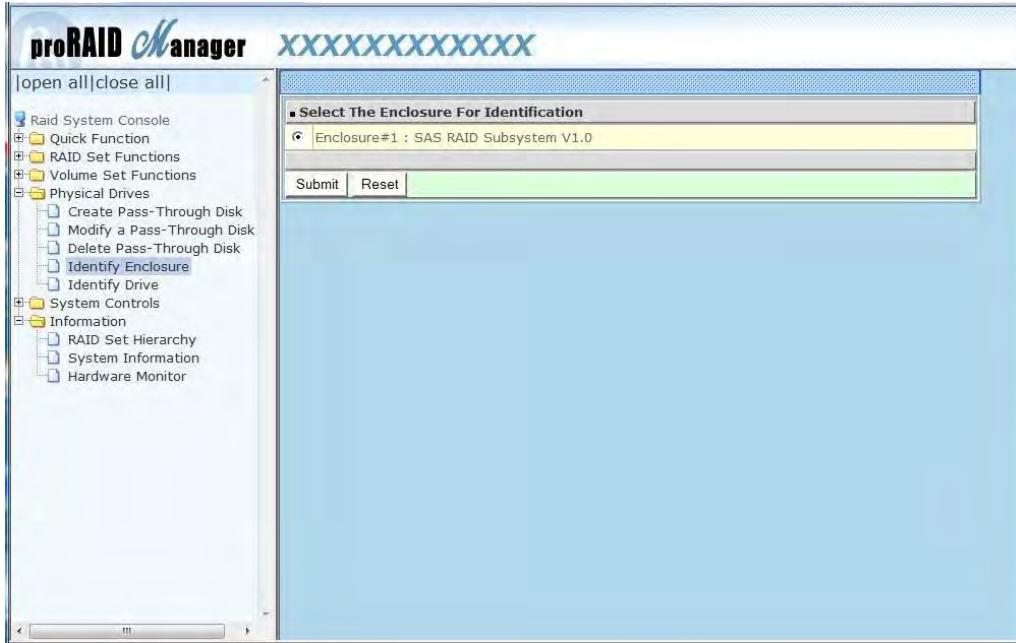 proRAID Manager XXXXXXXXXXXXX
|open all|close all|
Raid System Console
Quick Function
RAID Set Functions
Volume Set Functions
Physical Drives
Create Pass-Through Disk
Modify a Pass-Through Disk
Delete Pass-Through Disk
Identify Enclosure
Identify Drive
System Controls
Information
RAID Set Hierarchy
System Information
Hardware Monitor
Select The Enclosure For Identification
Enclosure#1 : SAS RAID Subsystem V1.0
Submit Reset